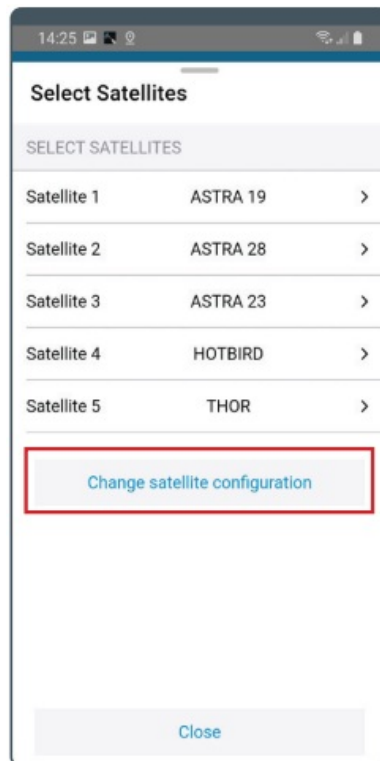 14:25
Select Satellites
SELECT SATELLITES
Satellite 1 ASTRA 19 >
Satellite 2 ASTRA 28 >
Satellite 3 ASTRA 23 >
Satellite 4 HOTBIRD >
Satellite 5 THOR >
Change satellite configuration
Close